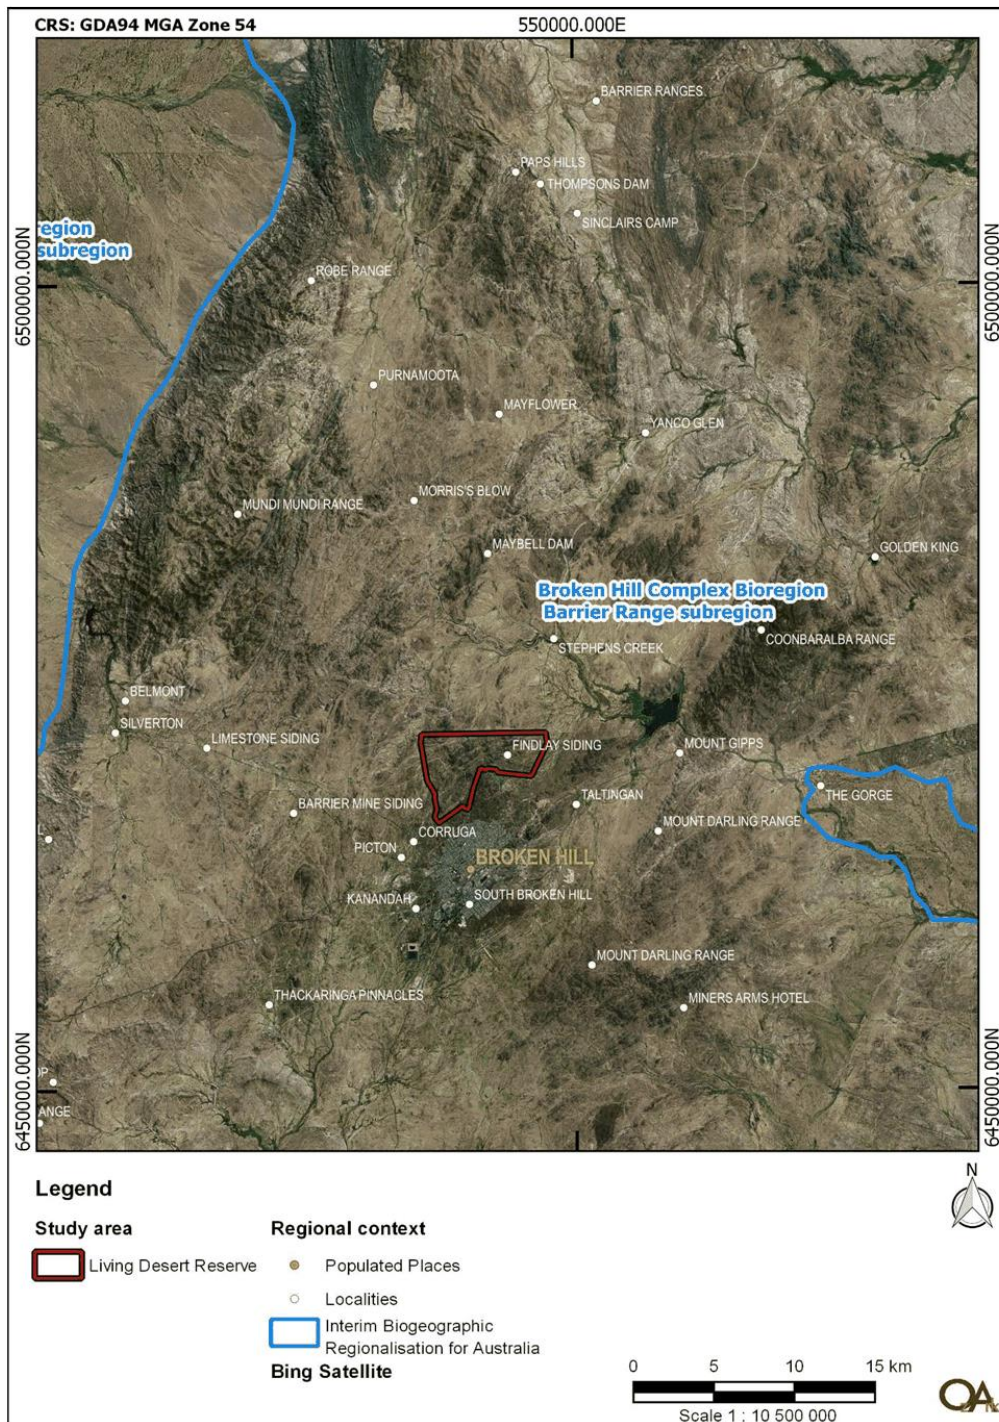 CRS: GDA94 MGA Zone 54
550000.000E
BARRIER RANGES
PAPS HILLS
THOMPSONS DAM
SINCLAIRS CAMP
region
subregion
6500000.000N
6500000.000N
ROBE RANGE
PURNAMOOTA
MAYFLOWER
YANCO GLEN
MORRIS'S BLOW
MUNDI MUNDI RANGE
MAYBELL DAM
GOLDEN KING
Broken Hill Complex Bioregion
Barrier Range subregion
COONBARALBA RANGE
STEPHENS CREEK
BELMONT
SILVERTON
LIMESTONE SIDING
FINDLAY SIDING
MOUNT GIPPS
THE GORGE
BARRIER MINE SIDING
TALTINGAN
MOUNT DARLING RANGE
L
CORRUGA
PICTON
BROKEN HILL
KANANDAH
SOUTH BROKEN HILL
MOUNT DARLING RANGE
THACKARINGA PINNACLES
MINERS ARMS HOTEL
OP
ANGE
6450000.000N
6450000.000N
Legend
N
Study area
Regional context
Living Desert Reserve
Populated Places
Localities
Interim Biogeographic
Regionalisation for Australia
Bing Satellite
0 5 10 15 km
Scale 1 : 10 500 000